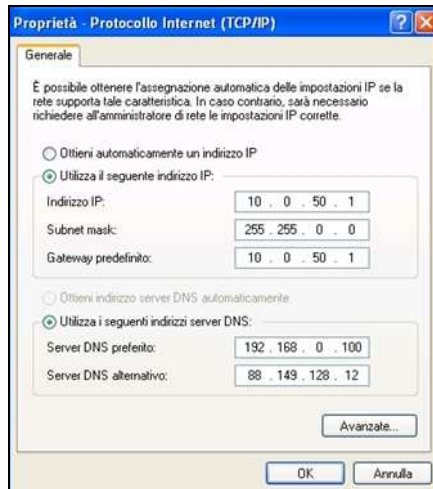 Proprietà - Protocollo Internet (TCP/IP)
Generale
È possibile ottenere l'assegnazione automatica delle impostazioni IP se la
rete supporta tale caratteristica. In caso contrario, sarà necessario
richiedere all'amministratore di rete le impostazioni IP corrette.
Ottieni automaticamente un indirizzo IP
Utilizza il seguente indirizzo IP:
Indirizzo IP: 10 . 0 . 50 . 1
Subnet mask: 255 . 255 . 0 . 0
Gateway predefinito: 10 . 0 . 50 . 1
Ottieni indirizzo server DNS automaticamente
Utilizza i seguenti indirizzi server DNS:
Server DNS preferito: 192 . 168 . 0 . 100
Server DNS alternativo: 88 . 149 . 128 . 12
Avanzate...
OK Annulla